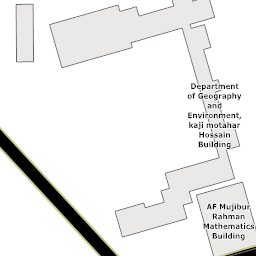 Department
of Geography
and
Environment,
kaji motahar
Hossain
Building
AF Mujibur
Rahman
Mathematics
Building